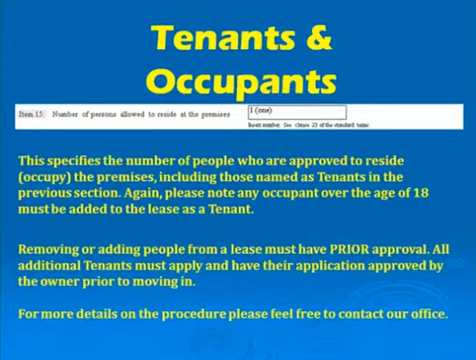 Tenants &
Occupants
Item 15 Number of persons allowed to reside at the premises
1 (one)
Insert number. See clause 23 of the standard terms.
This specifies the number of people who are approved to reside
(occupy) the premises, including those named as Tenants in the
previous section. Again, please note any occupant over the age of 18
must be added to the lease as a Tenant.
Removing or adding people from a lease must have PRIOR approval. All
additional Tenants must apply and have their application approved by
the owner prior to moving in.
For more details on the procedure please feel free to contact our office.